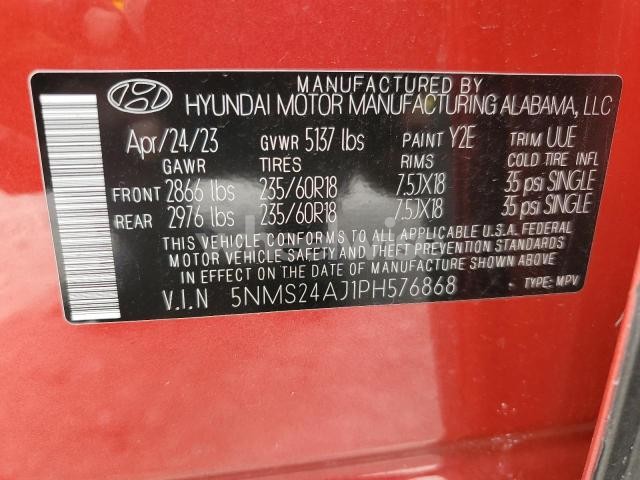 MANUFACTURED BY
HYUNDAI MOTOR MANUFACTURING ALABAMA, LLC
Apr/24/23 GVWR 5137 lbs PAINT Y2E TRIM UUE
GAWR TIRES RIMS COLD TIRE INFL
FRONT 2866 lbs 235/60R18 7.5JX18 35 psi SINGLE
REAR 2976 lbs 235/60R18 7.5JX18 35 psi SINGLE
THIS VEHICLE CONFORMS TO ALL APPLICABLE U.S.A. FEDERAL
MOTOR VEHICLE SAFETY AND THEFT PREVENTION STANDARDS
IN EFFECT ON THE DATE OF MANUFACTURE SHOWN ABOVE.
V.I.N 5NMS24AJ1PH576868 TYPE: MPV